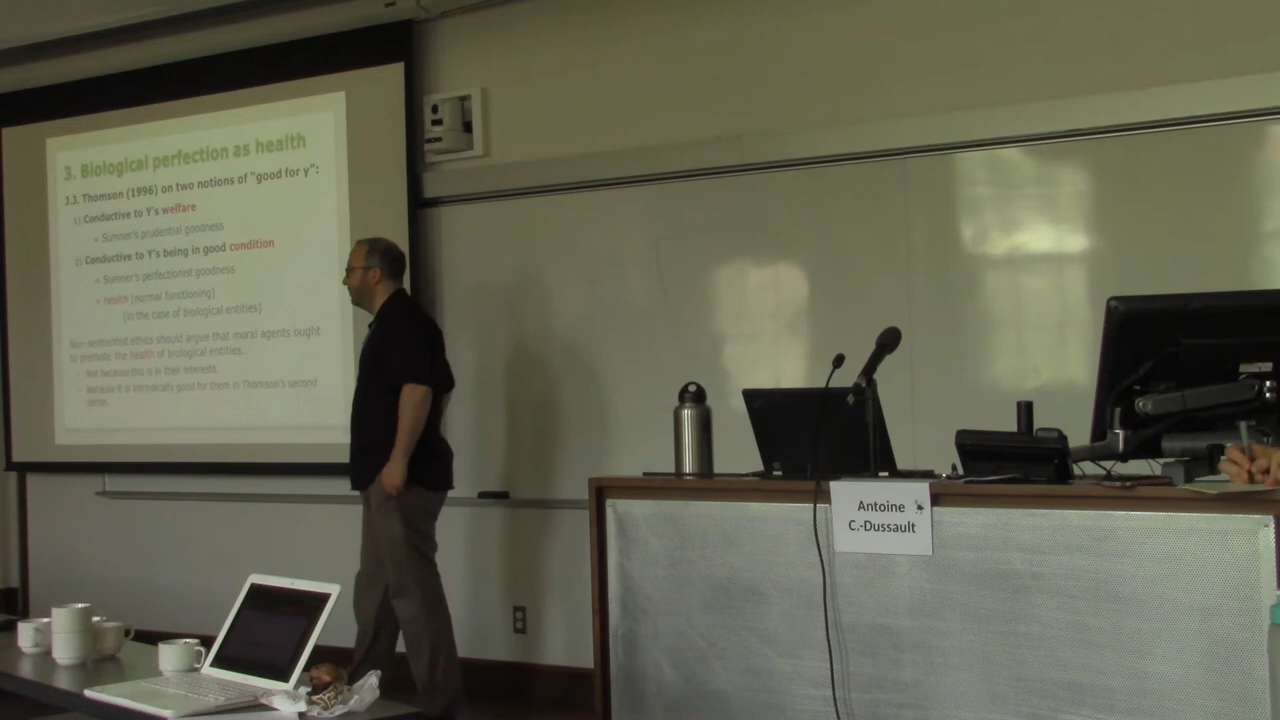 3. Biological perfection as health
J.J. Thomson (1996) on two notions of "good for y":
1) Conductive to Y's welfare
= Sumner's prudential goodness
2) Conductive to Y's being in good condition
= Sumner's perfectionist goodness
= health (normal functioning)
(in the case of biological entities)
Non-sentientist ethics should argue that moral agents ought
to promote the health of biological entities...
- Not because this is in their interests
- Because it is intrinsically good for them in Thomson's second
sense.
Antoine
C.-Dussault